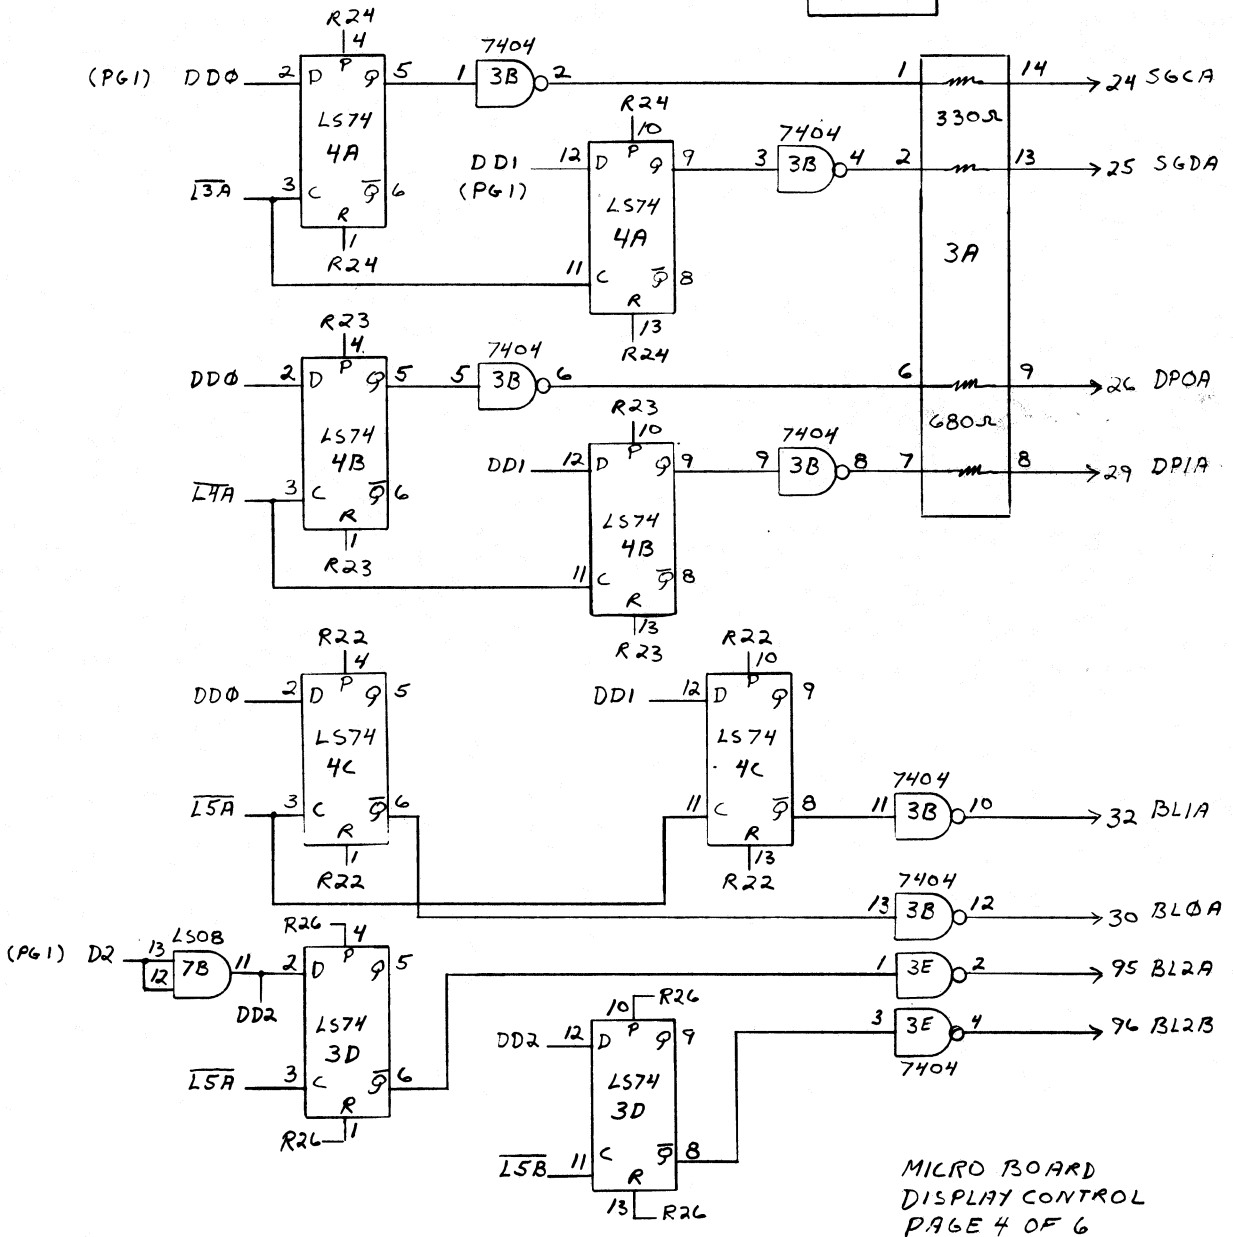 R24
4
(PG1) DDØ 2 D P Q 5 1 7404 3B 2 1 14 24 SGCA
LS74
4A
330Ω
R24
10
DD1 12 D P Q 9 3 7404 3B 4 2 13 25 SGDA
(PG1)
L3A 3 C Q 6
R
1
R24
LS74
4A
3A
11 C Q 8
R
13
R24
R23
4
DDØ 2 D P Q 5 5 7404 3B 6 6 9 26 DPOA
680Ω
LS74
4B
R23
10
DD1 12 D P Q 9 9 7404 3B 8 7 8 29 DP1A
L4A 3 C Q 6
R
1
R23
LS74
4B
11 C Q 8
R
13
R23
R22
4
DDØ 2 D P Q 5
LS74
4C
R22
10
DD1 12 D P Q 9
LS74
4C
L5A 3 C Q 6
R
1
R22
11 C Q 8 11 7404 3B 10 32 BL1A
R
13
R22
13 7404 3B 12 30 BLØA
R26 4
(PG1) D2 13 12 LS08 7B 11 2 D P Q 5 1 3E 2 95 BL2A
DD2
LS74
3D
L5A 3 C Q 6
R
R26 1
10 R26
DD2 12 D P Q 9 3 3E 4 96 BL2B
7404
LS74
3D
L5B 11 C Q 8
R
13 R26
MICRO BOARD
DISPLAY CONTROL
PAGE 4 OF 6